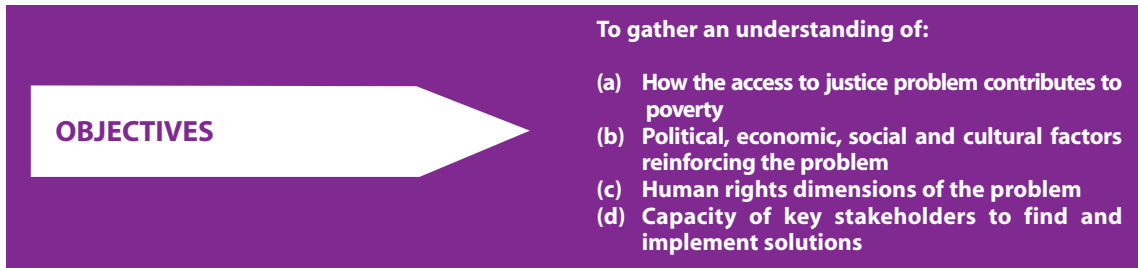 OBJECTIVES
To gather an understanding of:
(a) How the access to justice problem contributes to
poverty
(b) Political, economic, social and cultural factors
reinforcing the problem
(c) Human rights dimensions of the problem
(d) Capacity of key stakeholders to find and
implement solutions